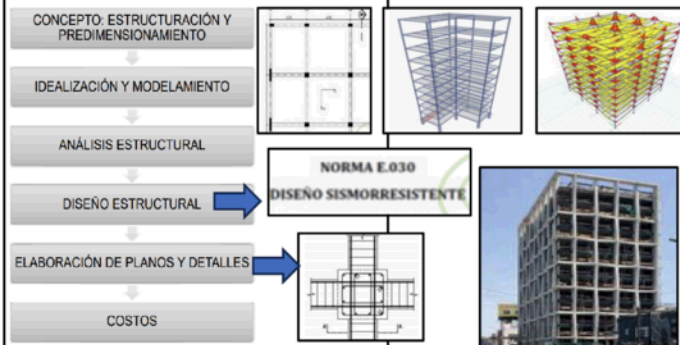 CONCEPTO: ESTRUCTURACIÓN Y
PREDIMENSIONAMIENTO
IDEALIZACIÓN Y MODELAMIENTO
ANÁLISIS ESTRUCTURAL
DISEÑO ESTRUCTURAL
ELABORACIÓN DE PLANOS Y DETALLES
COSTOS
NORMA E.030
DISEÑO SISMORRESISTENTE